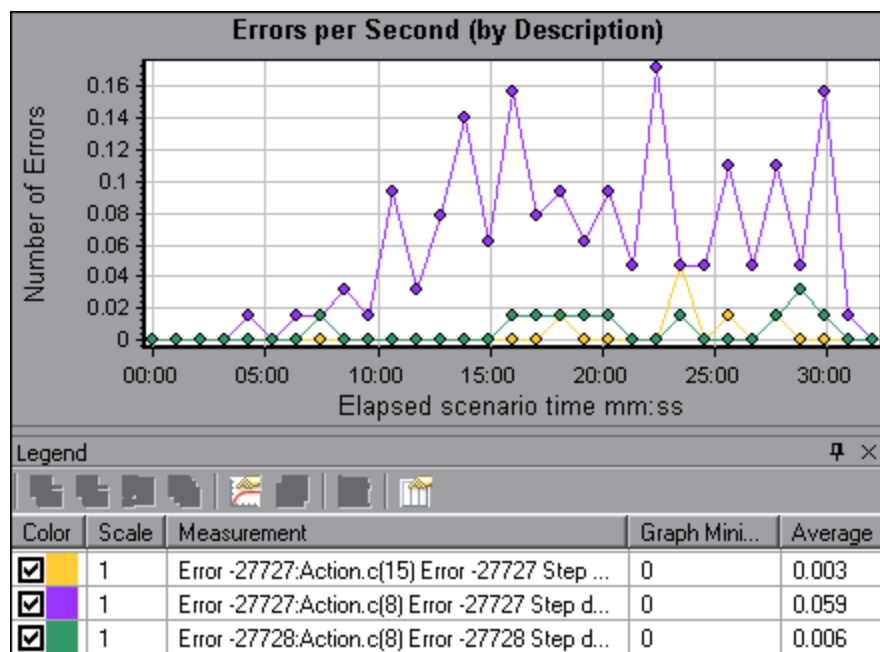 Errors per Second (by Description)
Number of Errors
0.16
0.14
0.12
0.1
0.08
0.06
0.04
0.02
0
00:00 05:00 10:00 15:00 20:00 25:00 30:00
Elapsed scenario time mm:ss
Legend
Color Scale Measurement Graph Mini... Average
1 Error -27727:Action.c(15) Error -27727 Step ... 0 0.003
1 Error -27727:Action.c(8) Error -27727 Step d... 0 0.059
1 Error -27728:Action.c(8) Error -27728 Step d... 0 0.006